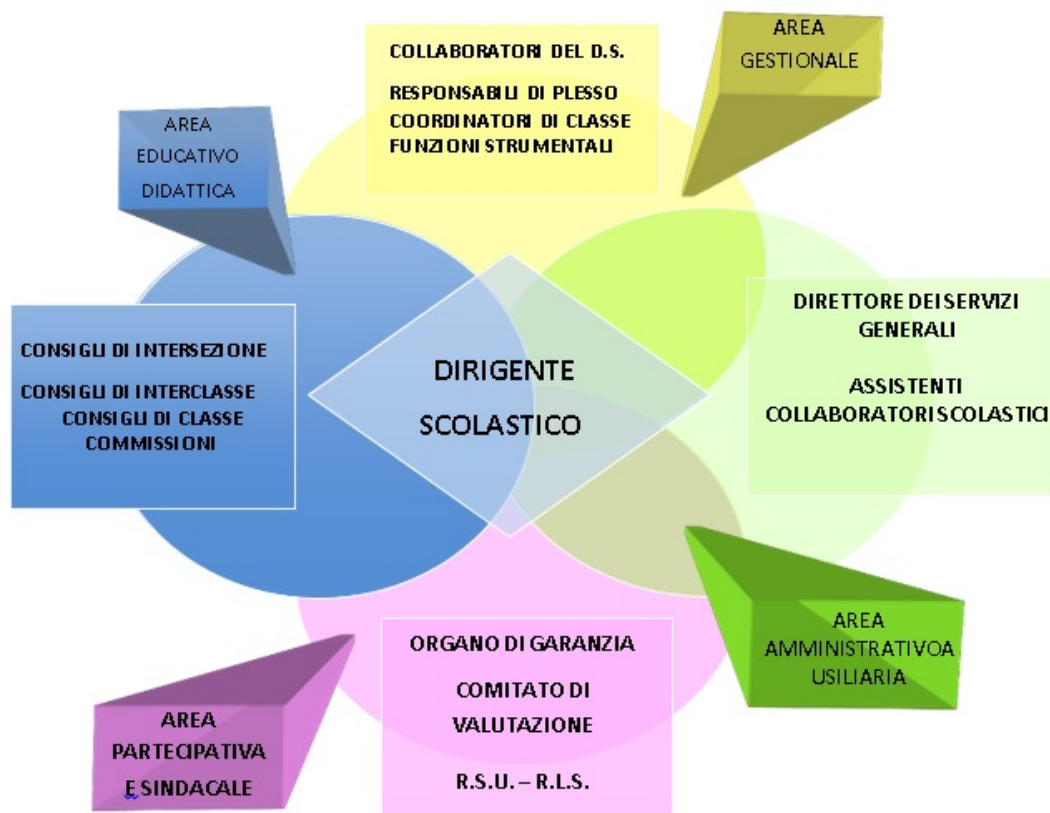 COLLABORATORI DEL D.S.
RESPONSABILI DI PLESSO
COORDINATORI DI CLASSE
FUNZIONI STRUMENTALI
AREA
GESTIONALE
AREA
EDUCATIVO
DIDATTICA
CONSIGLI DI INTERSEZIONE
CONSIGLI DI INTERCLASSE
CONSIGLI DI CLASSE
COMMISSIONI
DIRIGENTE
SCOLASTICO
DIRETTORE DEI SERVIZI
GENERALI
ASSISTENTI
COLLABORATORI SCOLASTICI
ORGANO DI GARANZIA
COMITATO DI
VALUTAZIONE
R.S.U. – R.L.S.
AREA
AMMINISTRATIVOA
USILIARIA
AREA
PARTECIPATIVA
E SINDACALE